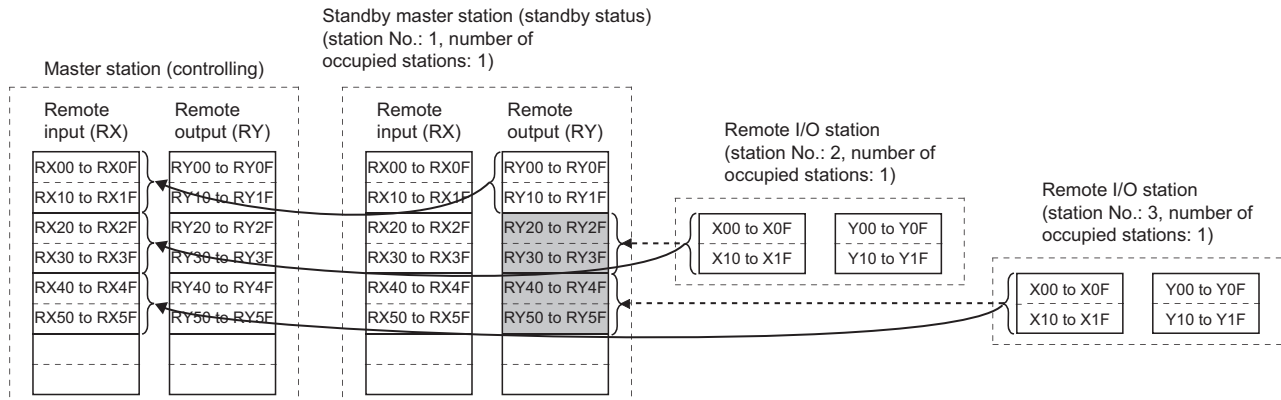 Standby master station (standby status)
(station No.: 1, number of
occupied stations: 1)
Master station (controlling)
Remote
input (RX)
Remote
output (RY)
RX00 to RX0F
RX10 to RX1F
RX20 to RX2F
RX30 to RX3F
RX40 to RX4F
RX50 to RX5F
RY00 to RY0F
RY10 to RY1F
RY20 to RY2F
RY30 to RY3F
RY40 to RY4F
RY50 to RY5F
Remote
input (RX)
Remote
output (RY)
RX00 to RX0F
RX10 to RX1F
RX20 to RX2F
RX30 to RX3F
RX40 to RX4F
RX50 to RX5F
RY00 to RY0F
RY10 to RY1F
RY20 to RY2F
RY30 to RY3F
RY40 to RY4F
RY50 to RY5F
Remote I/O station
(station No.: 2, number of
occupied stations: 1)
X00 to X0F
X10 to X1F
Y00 to Y0F
Y10 to Y1F
Remote I/O station
(station No.: 3, number of
occupied stations: 1)
X00 to X0F
X10 to X1F
Y00 to Y0F
Y10 to Y1F